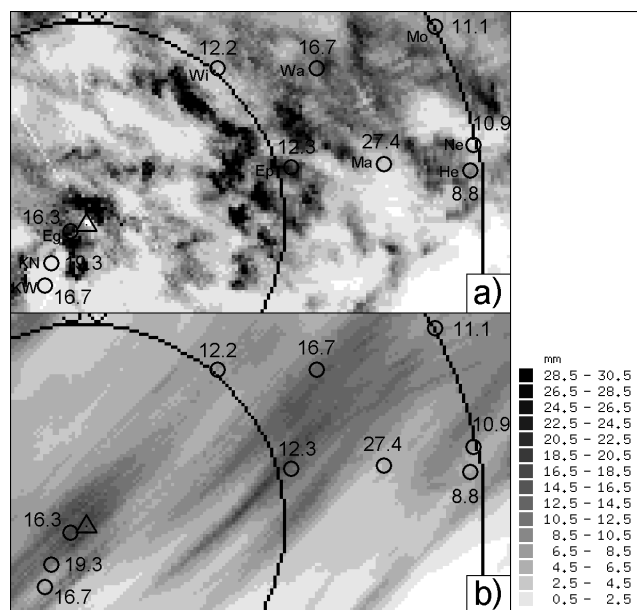 12.2
16.7
Mo
11.1
Wi
Wa
10.9
12.3
27.4
Ne
Ep
Ma
He
8.8
16.3
Eg
KN
19.3
KW
16.7
a)
11.1
12.2
16.7
mm
28.5 - 30.5
26.5 - 28.5
24.5 - 26.5
22.5 - 24.5
20.5 - 22.5
18.5 - 20.5
16.5 - 18.5
14.5 - 16.5
12.5 - 14.5
10.5 - 12.5
8.5 - 10.5
6.5 - 8.5
4.5 - 6.5
2.5 - 4.5
0.5 - 2.5
10.9
12.3
27.4
8.8
16.3
19.3
16.7
b)